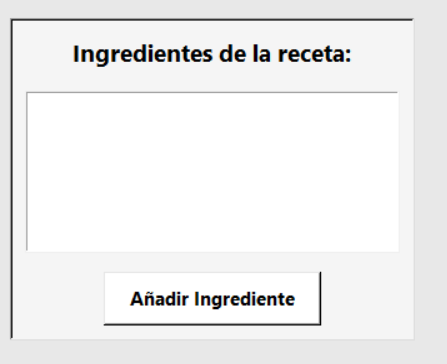 Ingredientes de la receta:
Añadir Ingrediente